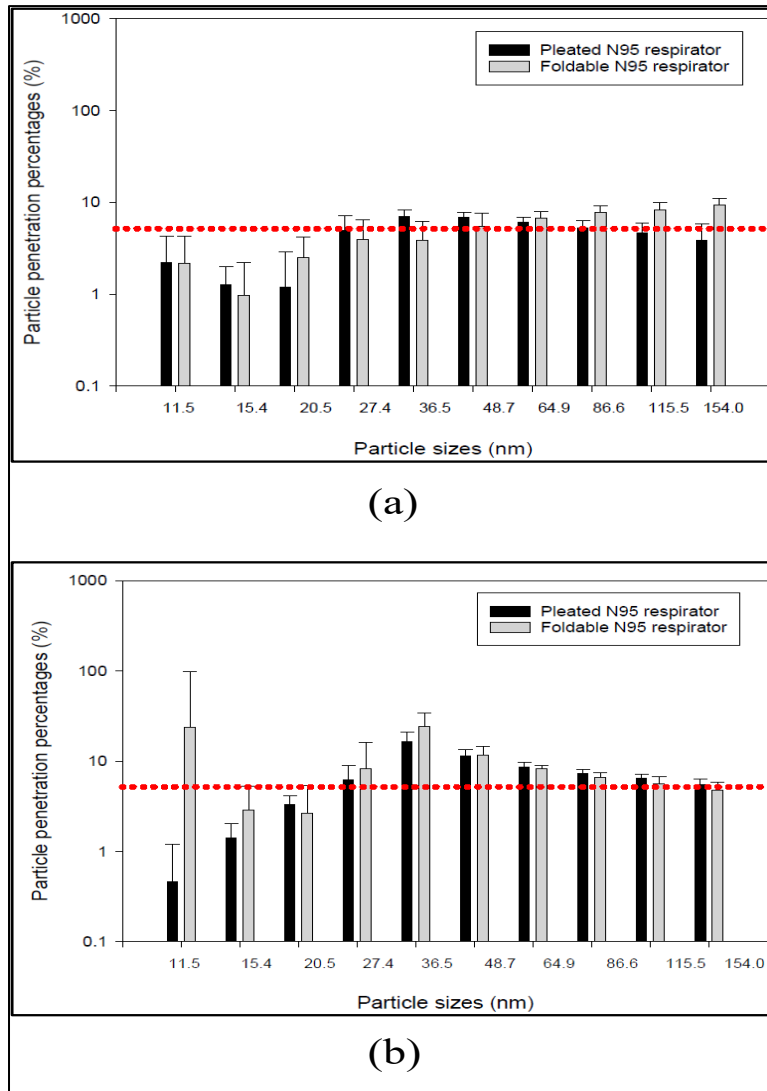 1000
100
10
1
0.1
Particle penetration percentages (%)
Pleated N95 respirator
Foldable N95 respirator
11.5 15.4 20.5 27.4 36.5 48.7 64.9 86.6 115.5 154.0
Particle sizes (nm)
(a)
1000
100
10
1
0.1
Particle penetration percentages (%)
Pleated N95 respirator
Foldable N95 respirator
11.5 15.4 20.5 27.4 36.5 48.7 64.9 86.6 115.5 154.0
Particle sizes (nm)
(b)